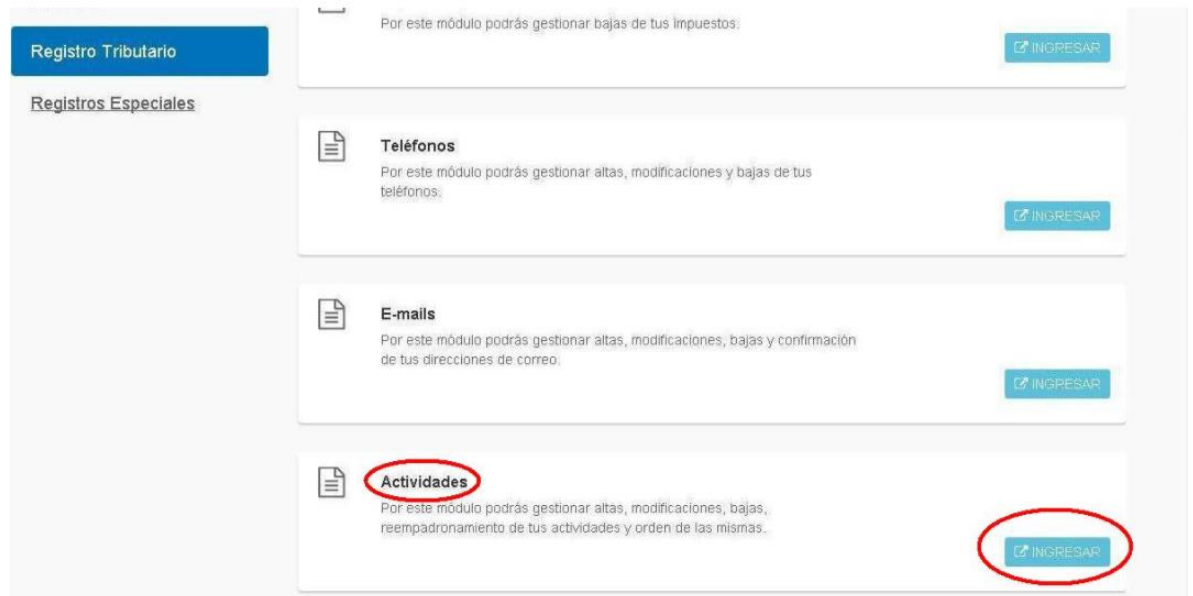 Por este módulo podrás gestionar bajas de tus impuestos.
INGRESAR
Registro Tributario
Registros Especiales
Teléfonos
Por este módulo podrás gestionar altas, modificaciones y bajas de tus
teléfonos.
INGRESAR
E-mails
Por este módulo podrás gestionar altas, modificaciones, bajas y confirmación
de tus direcciones de correo.
INGRESAR
Actividades
Por este módulo podrás gestionar altas, modificaciones, bajas,
reempadronamiento de tus actividades y orden de las mismas.
INGRESAR